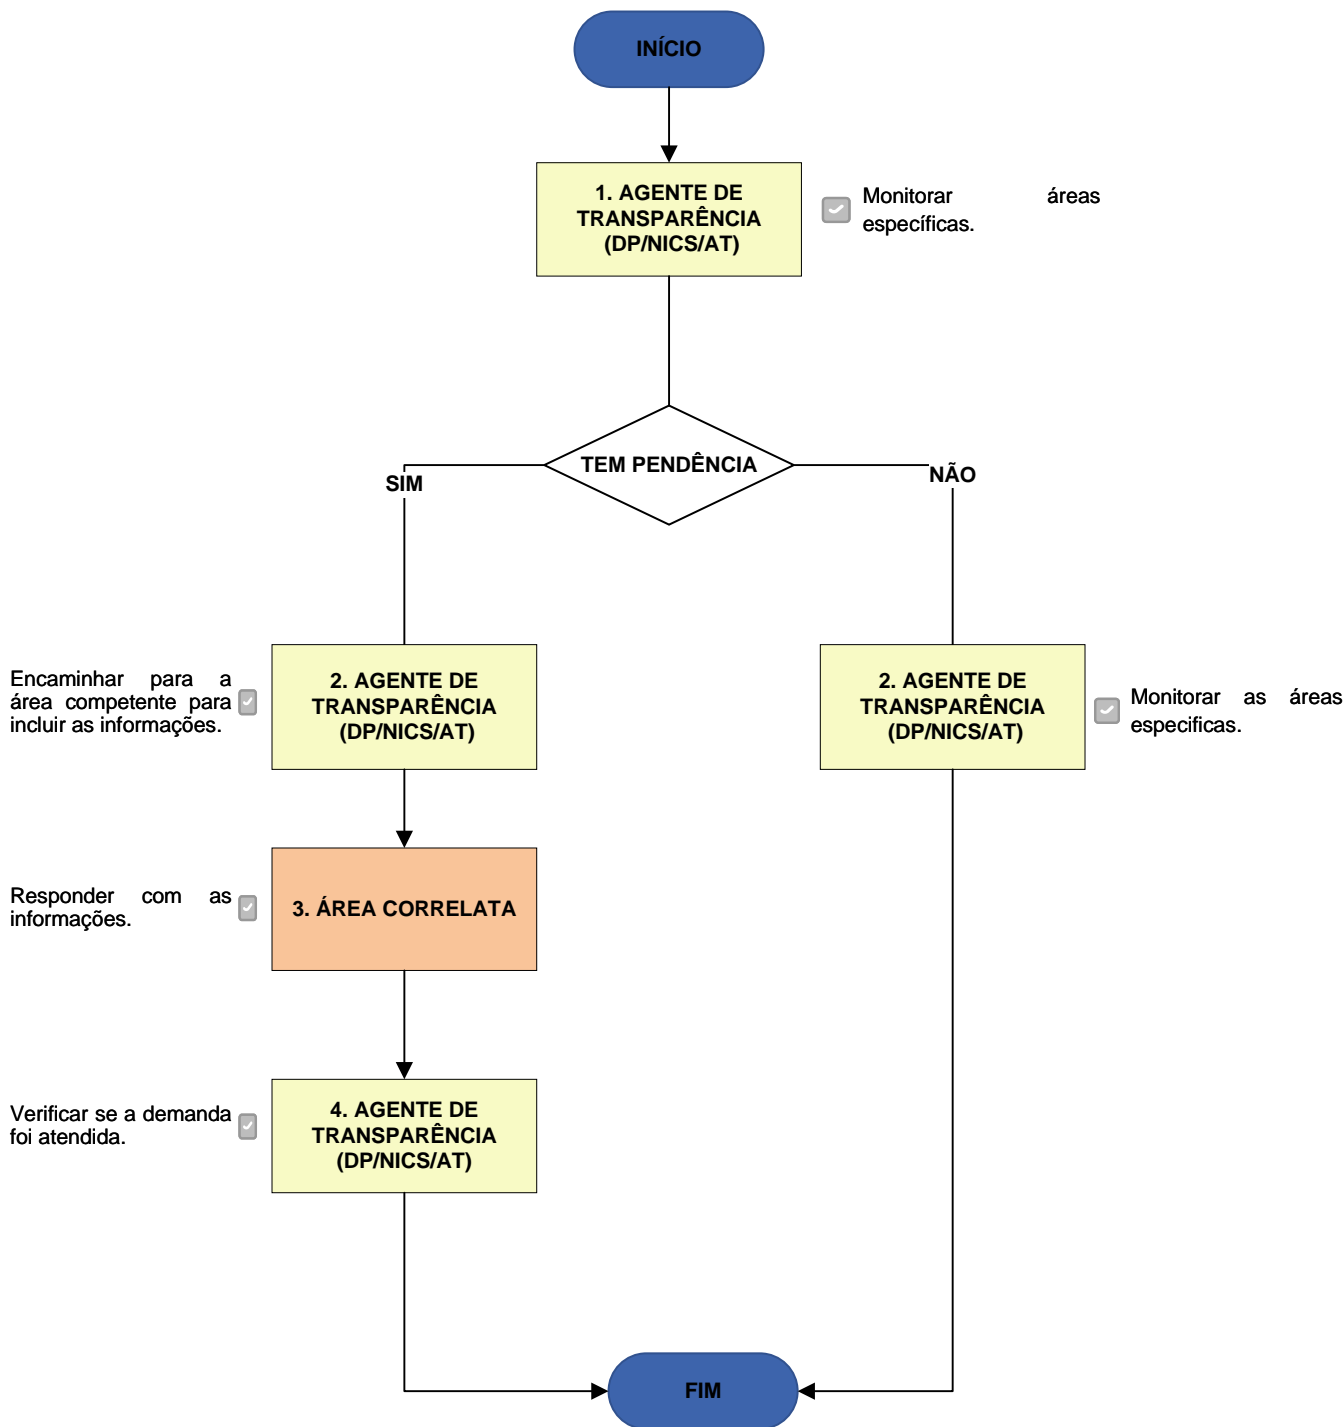 INÍCIO
1. AGENTE DE
TRANSPARÊNCIA
(DP/NICS/AT)
Monitorar áreas
específicas.
TEM PENDÊNCIA
SIM
NÃO
Encaminhar para a
área competente para
incluir as informações.
2. AGENTE DE
TRANSPARÊNCIA
(DP/NICS/AT)
2. AGENTE DE
TRANSPARÊNCIA
(DP/NICS/AT)
Monitorar as áreas
especificas.
Responder com as
informações.
3. ÁREA CORRELATA
Verificar se a demanda
foi atendida.
4. AGENTE DE
TRANSPARÊNCIA
(DP/NICS/AT)
FIM